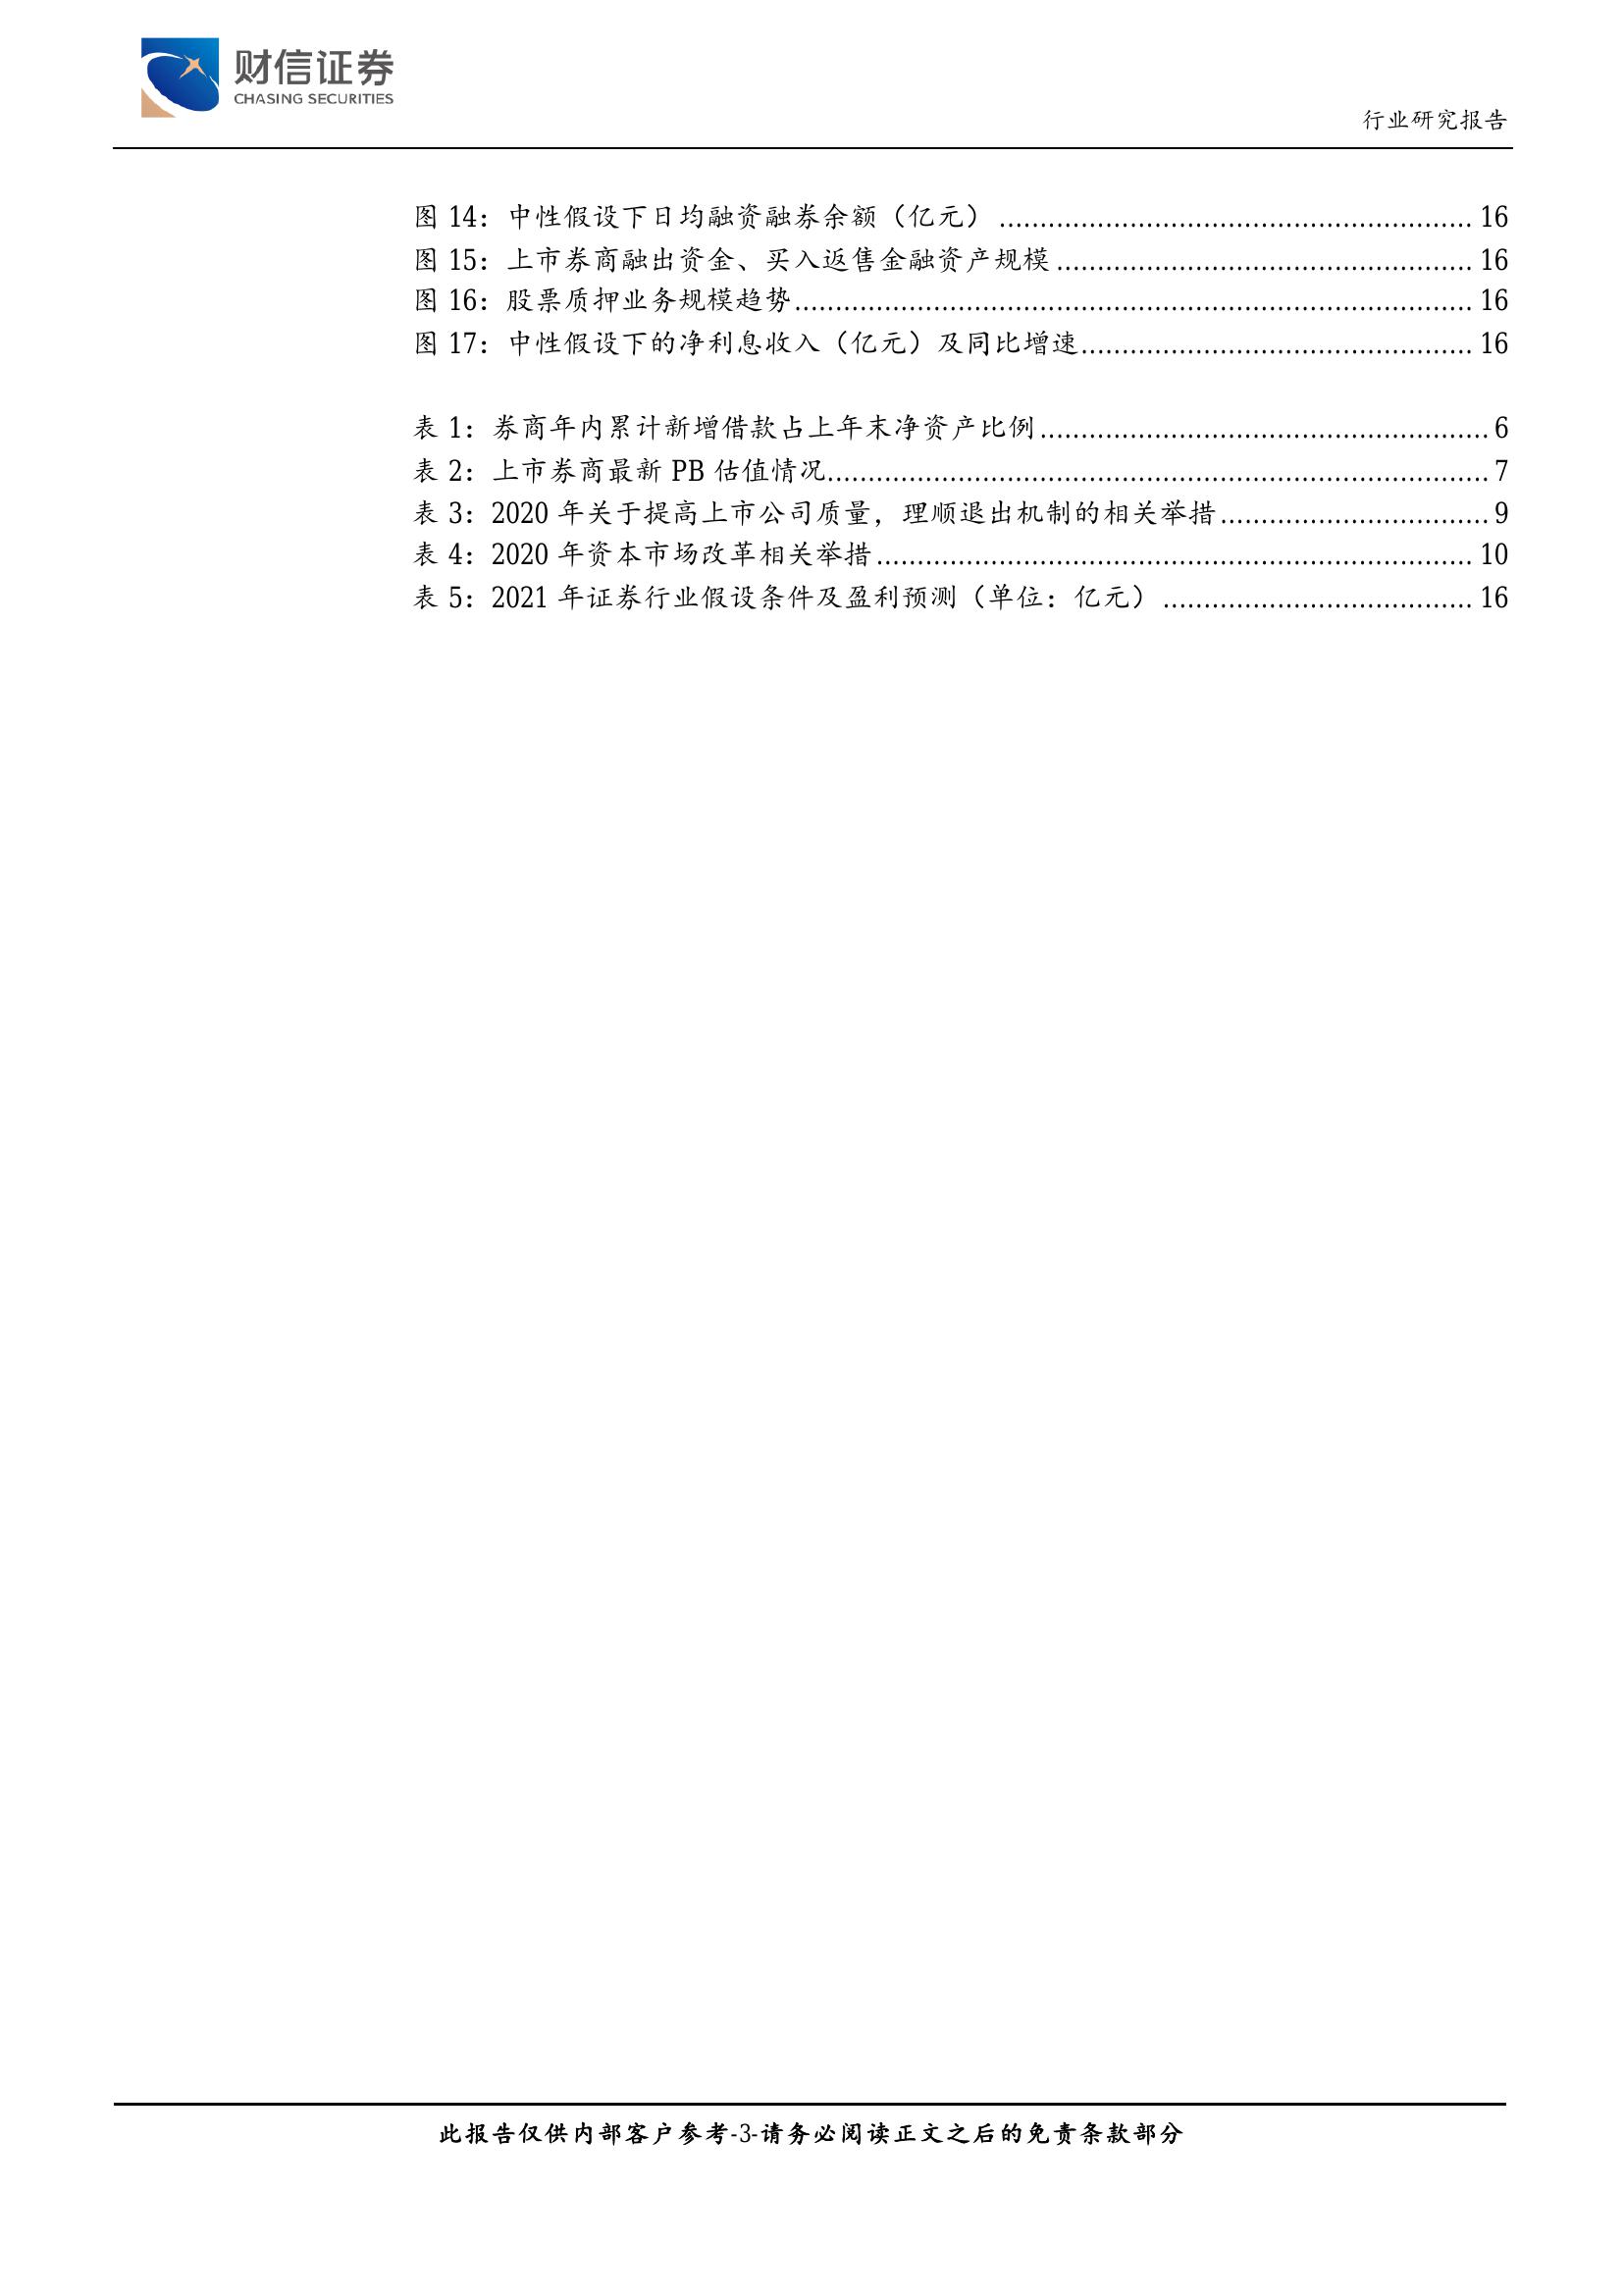 财信证券
CHASING SECURITIES
行业研究报告
图 14：中性假设下日均融资融券余额（亿元） ........................................................ 16
图 15：上市券商融出资金、买入返售金融资产规模 ................................................. 16
图 16：股票质押业务规模趋势................................................................................ 16
图 17：中性假设下的净利息收入（亿元）及同比增速.............................................. 16
表 1：券商年内累计新增借款占上年末净资产比例..................................................... 6
表 2：上市券商最新 PB 估值情况.............................................................................. 7
表 3：2020 年关于提高上市公司质量，理顺退出机制的相关举措................................ 9
表 4：2020 年资本市场改革相关举措...................................................................... 10
表 5：2021 年证券行业假设条件及盈利预测（单位：亿元） ..................................... 16
此报告仅供内部客户参考-3-请务必阅读正文之后的免责条款部分